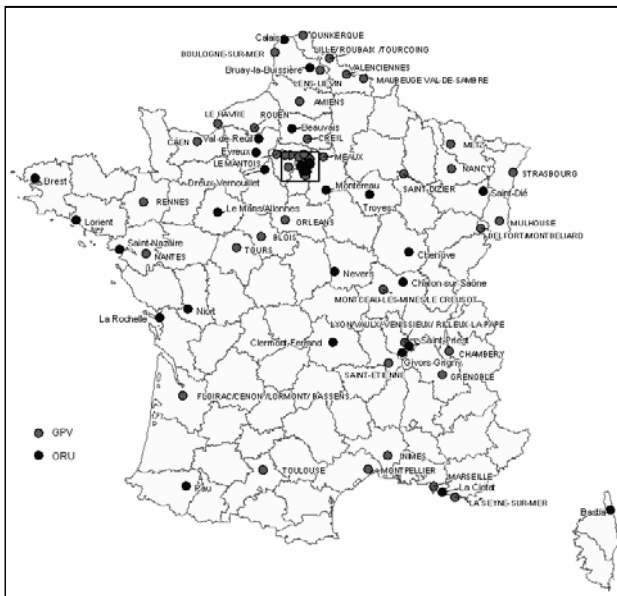 DUNKERQUE
Calais
BOULOGNE-SUR-MER
LILLE/ROUBAIX/TOURCOING
Bruay-la-Buissière
VALENCIENNES
LENS-LIEVIN
MAUBEUGE VAL-DE-SAMBRE
AMIENS
LE HAVRE
ROUEN
Beauvais
CAEN
Val-de-Reuil
CREIL
METZ
Evreux
MEAUX
LE MANTOIS
NANCY
STRASBOURG
Brest
Dreux-Vernouillet
Montereau
SAINT-DIZIER
Saint-Dié
RENNES
Troyes
Lorient
Le Mans/Allonnes
ORLEANS
MULHOUSE
BELFORT/MONTBELIARD
BLOIS
Saint-Nazaire
TOURS
Chenôve
NANTES
Nevers
Chalon-sur-Saône
MONTCEAU-LES-MINES/LE CREUSOT
Niort
La Rochelle
LYON/VAULX/VENISSIEUX/ RILLEUX-LA-PAPE
Clermont-Ferrand
Saint-Priest
CHAMBERY
Givors-Grigny
SAINT-ETIENNE
GRENOBLE
FLOIRAC/CENON/LORMONT/ BASSENS
GPV
ORU
NIMES
TOULOUSE
MONTPELLIER
MARSEILLE
Pau
La Ciotat
LA SEYNE-SUR-MER
Bastia